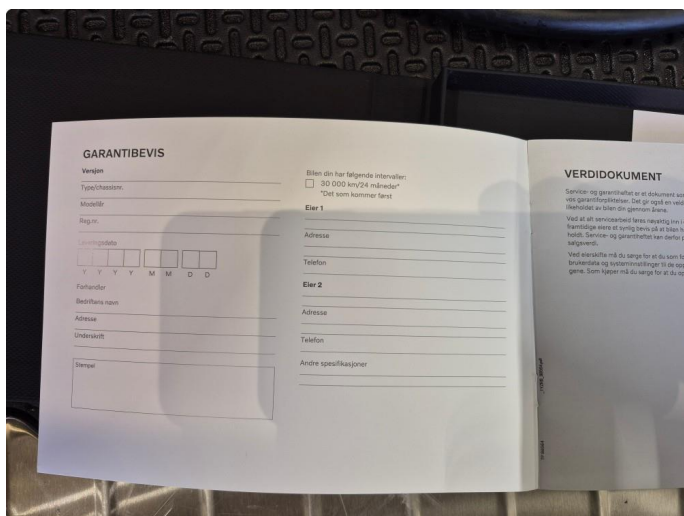 GARANTIBEVIS
Versjon
Type/chassisnr.
Modellår
Reg.nr.
Leveringsdato
Y Y Y Y M M D D
Forhandler
Bedriftens navn
Adresse
Underskrift
Stempel
Bilen din har følgende intervaller:
30 000 km/24 måneder*
*Det som kommer først
Eier 1
Adresse
Telefon
Eier 2
Adresse
Telefon
Andre spesifikasjoner
VERDIDOKUMENT
Service- og garantiheftet er et dokument som
vos garantiforpliktelser. Det gir også en
likeholdet av bilen din gjennom årene.
Ved at alt servicearbeid føres nøyaktig inn i
framtidige eiere et synlig bevis på at bilen
holdt. Service- og garantiheftet kan derfor
salgsverdi.
Ved eierskifte må du sørge for at du som
brukerdata og systeminnstillinger til de
gene. Som kjøper må du sørge for at du